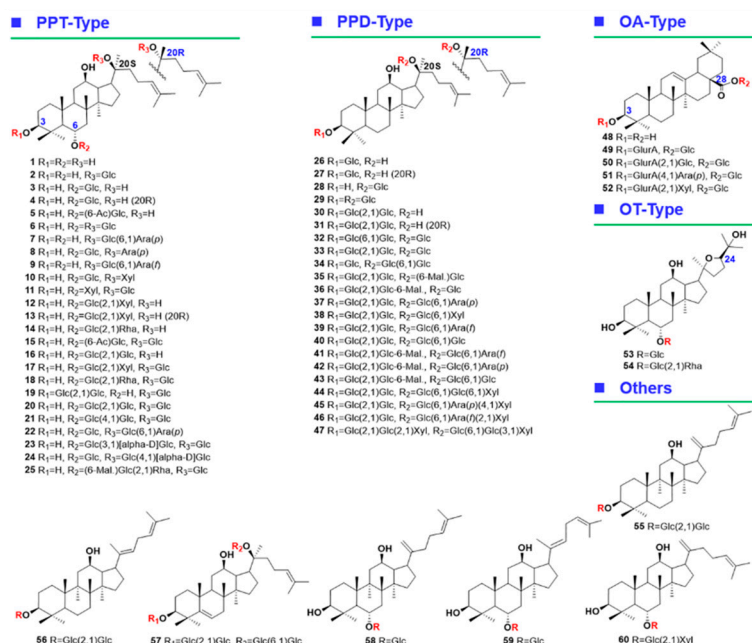 PPT-Type
R₃O
20R
OH
20S
3
6
R₁O
OR₂
1 R₁=R₂=R₃=H
2 R₁=H, R₂=H, R₃=Glc
3 R₁=H, R₂=Glc, R₃=H
4 R₁=H, R₂=Glc, R₃=H (20R)
5 R₁=H, R₂=(6-Ac)Glc, R₃=H
6 R₁=H, R₂=R₃=Glc
7 R₁=R₂=H, R₃=Glc(6,1)Ara(p)
8 R₁=H, R₂=Glc, R₃=Ara(p)
9 R₁=R₂=H, R₃=Glc(6,1)Ara(f)
10 R₁=H, R₂=Glc, R₃=Xyl
11 R₁=H, R₂=Xyl, R₃=Glc
12 R₁=H, R₂=Glc(2,1)Xyl, R₃=H
13 R₁=H, R₂=Glc(2,1)Xyl, R₃=H (20R)
14 R₁=H, R₂=Glc(2,1)Rha, R₃=H
15 R₁=H, R₂=(6-Ac)Glc, R₃=Glc
16 R₁=H, R₂=Glc(2,1)Glc, R₃=H
17 R₁=H, R₂=Glc(2,1)Xyl, R₃=Glc
18 R₁=H, R₂=Glc(2,1)Rha, R₃=Glc
19 R₁=Glc(2,1)Glc, R₂=H, R₃=Glc
20 R₁=H, R₂=Glc(2,1)Glc, R₃=Glc
21 R₁=H, R₂=Glc(4,1)Glc, R₃=Glc
22 R₁=H, R₂=Glc, R₃=Glc(6,1)Ara(p)
23 R₁=H, R₂=Glc(3,1)[alpha-D]Glc, R₃=Glc
24 R₁=H, R₂=Glc, R₃=Glc(4,1)[alpha-D]Glc
25 R₁=H, R₂=(6-Mal.)Glc(2,1)Rha, R₃=Glc
PPD-Type
R₂O
20R
OH
20S
R₁O
26 R₁=Glc, R₂=H
27 R₁=Glc, R₂=H (20R)
28 R₁=H, R₂=Glc
29 R₁=R₂=Glc
30 R₁=Glc(2,1)Glc, R₂=H
31 R₁=Glc(2,1)Glc, R₂=H (20R)
32 R₁=Glc(6,1)Glc, R₂=Glc
33 R₁=Glc(2,1)Glc, R₂=Glc
34 R₁=Glc, R₂=Glc(6,1)Glc
35 R₁=Glc(2,1)Glc, R₂=(6-Mal.)Glc
36 R₁=Glc(2,1)Glc-6-Mal., R₂=Glc
37 R₁=Glc(2,1)Glc, R₂=Glc(6,1)Ara(p)
38 R₁=Glc(2,1)Glc, R₂=Glc(6,1)Xyl
39 R₁=Glc(2,1)Glc, R₂=Glc(6,1)Ara(f)
40 R₁=Glc(2,1)Glc, R₂=Glc(6,1)Glc
41 R₁=Glc(2,1)Glc-6-Mal., R₂=Glc(6,1)Ara(f)
42 R₁=Glc(2,1)Glc-6-Mal., R₂=Glc(6,1)Ara(p)
43 R₁=Glc(2,1)Glc-6-Mal., R₂=Glc(6,1)Glc
44 R₁=Glc(2,1)Glc, R₂=Glc(6,1)Glc(6,1)Xyl
45 R₁=Glc(2,1)Glc, R₂=Glc(6,1)Ara(p)(4,1)Xyl
46 R₁=Glc(2,1)Glc, R₂=Glc(6,1)Ara(f)(2,1)Xyl
47 R₁=Glc(2,1)Glc(2,1)Xyl, R₂=Glc(6,1)Glc(3,1)Xyl
OA-Type
28
OR₂
O
3
R₁O
48 R₁=R₂=H
49 R₁=GlurA, R₂=Glc
50 R₁=GlurA(2,1)Glc, R₂=Glc
51 R₁=GlurA(4,1)Ara(p), R₂=Glc
52 R₁=GlurA(2,1)Xyl, R₂=Glc
OT-Type
OH
O
24
OH
HO
OR
53 R=Glc
54 R=Glc(2,1)Rha
Others
OH
RO
55 R=Glc(2,1)Glc
OH
RO
56 R=Glc(2,1)Glc
R₂O
OH
R₁O
57 R₁=Glc(2,1)Glc, R₂=Glc(6,1)Glc
OH
HO
OR
58 R=Glc
OH
HO
OR
59 R=Glc
OH
HO
OR
60 R=Glc(2,1)Xyl